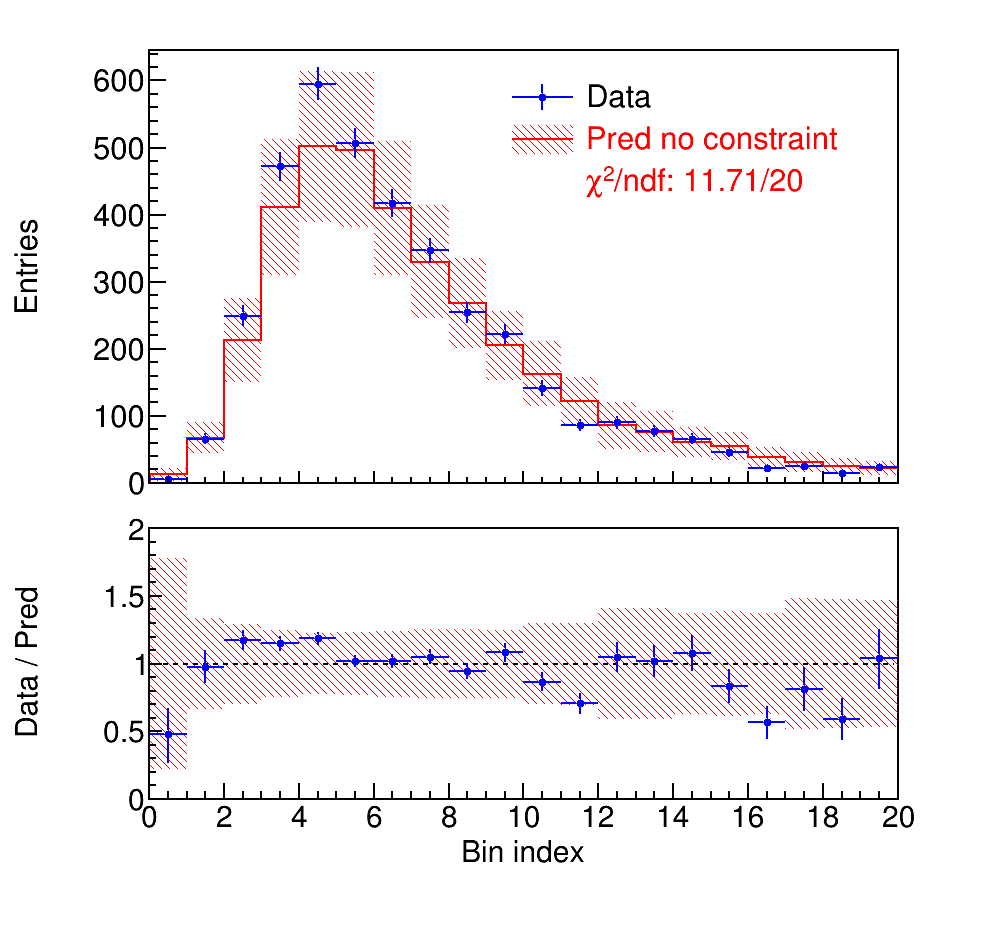 600
500
400
300
200
100
0
Entries
Data
Pred no constraint
χ²/ndf: 11.71/20
2
1.5
1
0.5
0
Data / Pred
0 2 4 6 8 10 12 14 16 18 20
Bin index